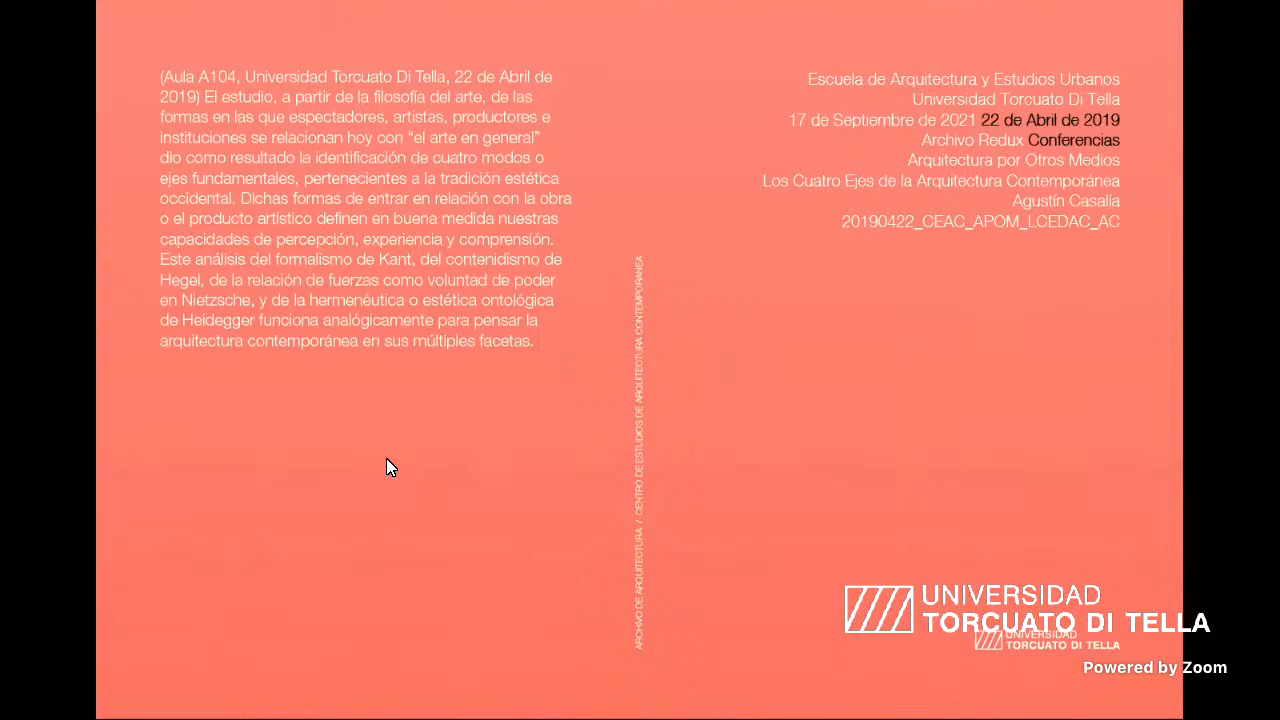 (Aula A104, Universidad Torcuato Di Tella, 22 de Abril de
2019) El estudio, a partir de la filosofía del arte, de las
formas en las que espectadores, artistas, productores e
instituciones se relacionan hoy con “el arte en general”
dio como resultado la identificación de cuatro modos o
ejes fundamentales, pertenecientes a la tradición estética
occidental. Dichas formas de entrar en relación con la obra
o el producto artístico definen en buena medida nuestras
capacidades de percepción, experiencia y comprensión.
Este análisis del formalismo de Kant, del contenidismo de
Hegel, de la relación de fuerzas como voluntad de poder
en Nietzsche, y de la hermenéutica o estética ontológica
de Heidegger funciona analógicamente para pensar la
arquitectura contemporánea en sus múltiples facetas.
ARCHIVO DE ARQUITECTURA / CENTRO DE ESTUDIOS DE ARQUITECTURA CONTEMPORÁNEA
Escuela de Arquitectura y Estudios Urbanos
Universidad Torcuato Di Tella
17 de Septiembre de 2021 22 de Abril de 2019
Archivo Redux Conferencias
Arquitectura por Otros Medios
Los Cuatro Ejes de la Arquitectura Contemporánea
Agustín Casalía
20190422_CEAC_APOM_LCEDAC_AC
UNIVERSIDAD
TORCUATO DI TELLA
UNIVERSIDAD
TORCUATO DI TELLA
Powered by Zoom